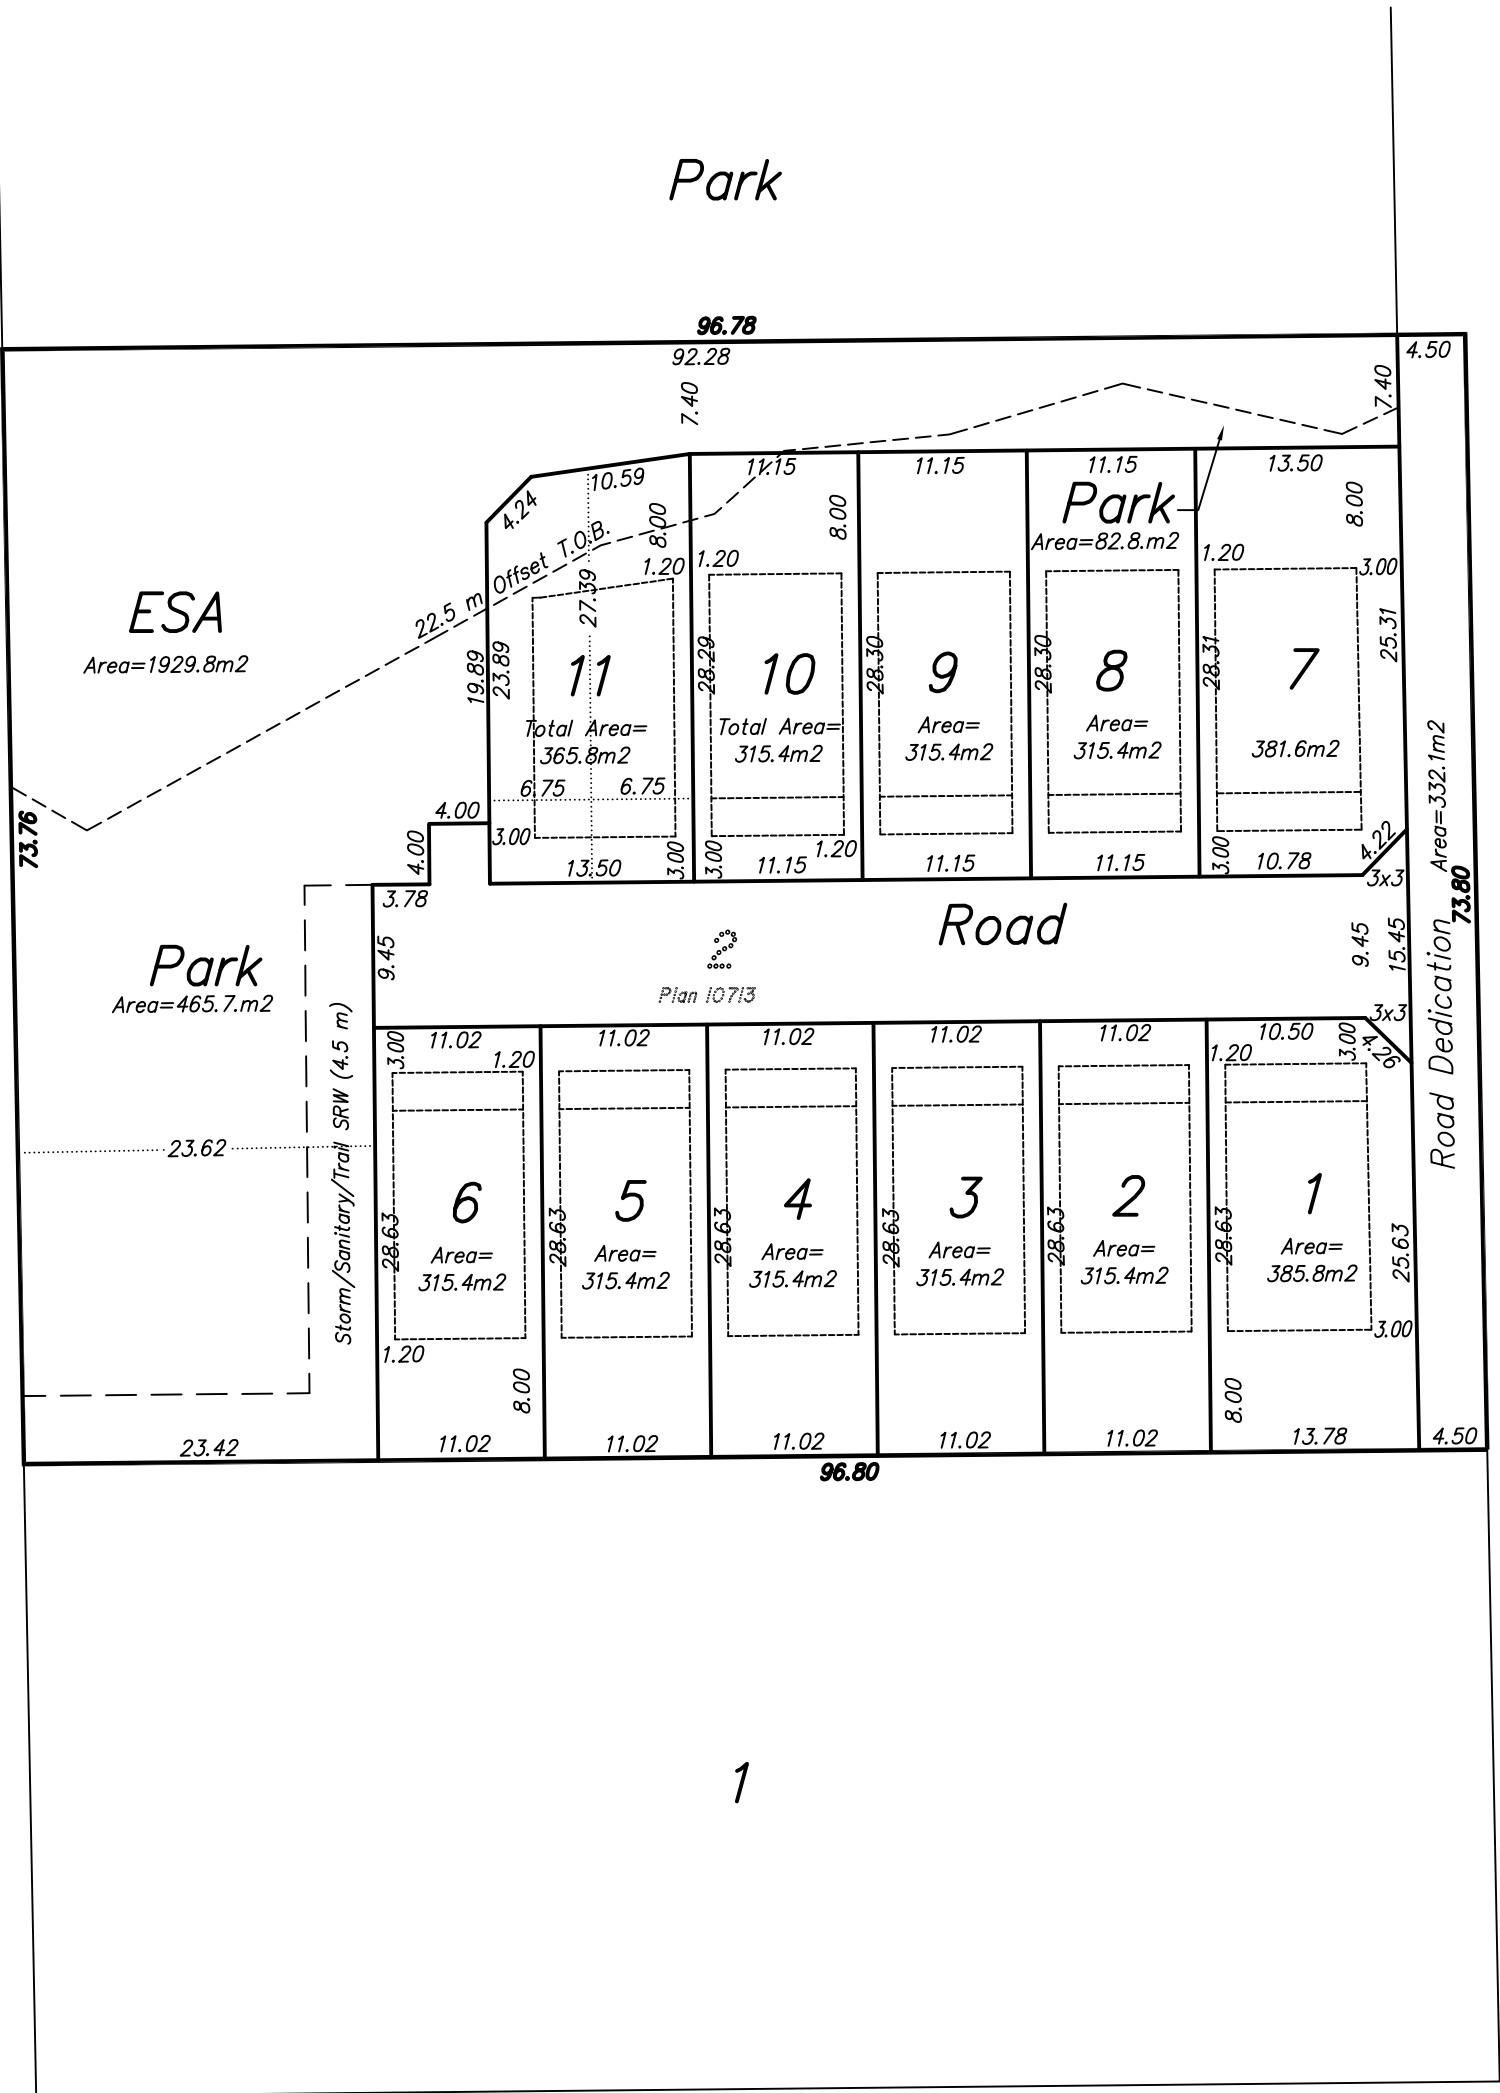 Park
96.78
92.28
4.50
7.40
7.40
11.15
11.15
11.15
13.50
10.59
4.24
8.00
8.00
8.00
Park
Area=82.8.m2
22.5 m Offset T.O.B.
1.20
1.20
1.20
3.00
27.39
ESA
Area=1929.8m2
19.89
23.89
28.29
28.30
28.30
28.31
25.31
11
Total Area=
365.8m2
10
Total Area=
315.4m2
9
Area=
315.4m2
8
Area=
315.4m2
7
381.6m2
6.75
6.75
4.00
4.00
3.00
3.00
3.00
1.20
3.00
4.22
13.50
11.15
11.15
11.15
10.78
3x3
73.76
73.80
Road Dedication Area=332.1m2
3.78
9.45
Road
2
Plan 10713
9.45
15.45
Park
Area=465.7.m2
Storm/Sanitary/Trail SRW (4.5 m)
3x3
4.26
3.00
11.02
11.02
11.02
11.02
11.02
10.50
3.00
1.20
1.20
23.62
28.63
28.63
28.63
28.63
28.63
28.63
25.63
6
Area=
315.4m2
5
Area=
315.4m2
4
Area=
315.4m2
3
Area=
315.4m2
2
Area=
315.4m2
1
Area=
385.8m2
1.20
3.00
8.00
8.00
23.42
11.02
11.02
11.02
11.02
11.02
13.78
4.50
96.80
1